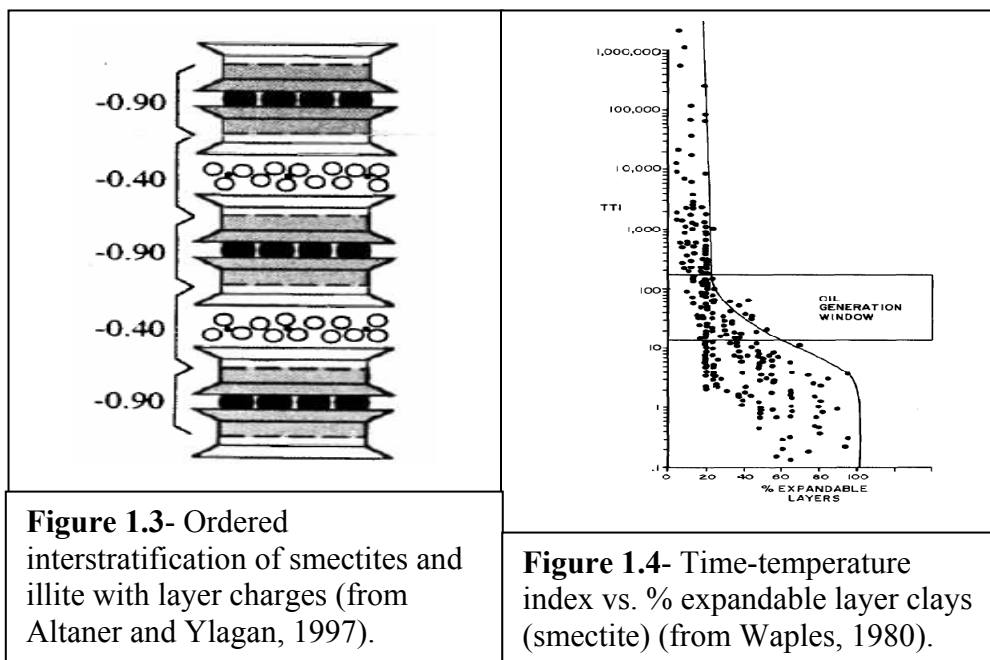 -0.90
-0.40
-0.90
-0.40
-0.90
Figure 1.3- Ordered
interstratification of smectites and
illite with layer charges (from
Altaner and Ylagan, 1997).
1,000,000
100,000
10,000
TTI
1,000
100
OIL
GENERATION
WINDOW
10
1
.1
0 20 40 60 80 100
% EXPANDABLE
LAYERS
Figure 1.4- Time-temperature
index vs. % expandable layer clays
(smectite) (from Waples, 1980).